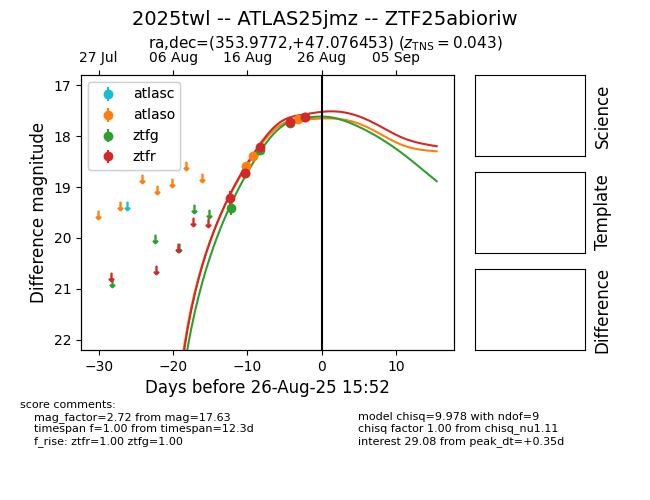 2025twl -- ATLAS25jmz -- ZTF25abioriw
ra,dec=(353.9772,+47.076453) (z_TNS = 0.043)
27 Jul 06 Aug 16 Aug 26 Aug 05 Sep
atlasc
atlaso
ztfg
ztfr
17
18
19
20
21
22
Difference magnitude
−30 −20 −10 0 10
Days before 26-Aug-25 15:52
Science
Template
Difference
score comments:
mag_factor=2.72 from mag=17.63
timespan f=1.00 from timespan=12.3d
f_rise: ztfr=1.00 ztfg=1.00
model chisq=9.978 with ndof=9
chisq factor 1.00 from chisq_nu1.11
interest 29.08 from peak_dt=+0.35d